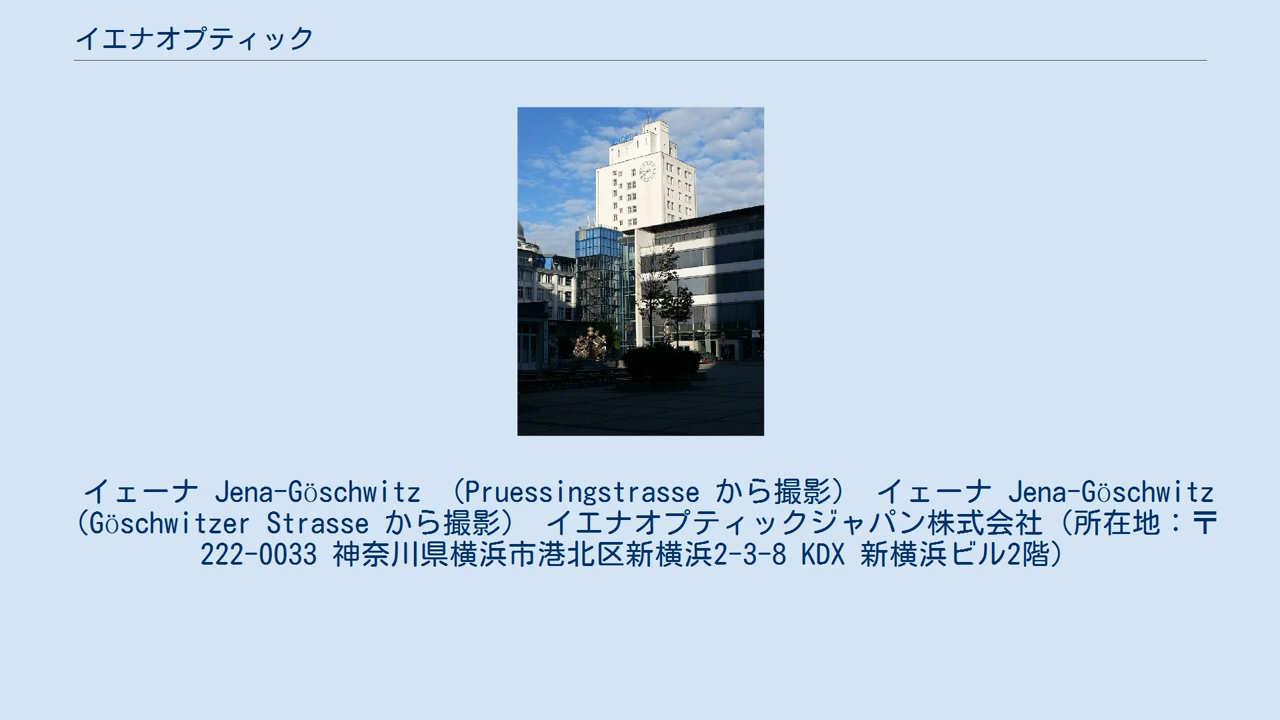 イエナオプティック
イェーナ Jena-Göschwitz （Pruessingstrasse から撮影） イェーナ Jena-Göschwitz
（Göschwitzer Strasse から撮影） イエナオプティックジャパン株式会社（所在地：〒
222-0033 神奈川県横浜市港北区新横浜2-3-8 KDX 新横浜ビル2階）